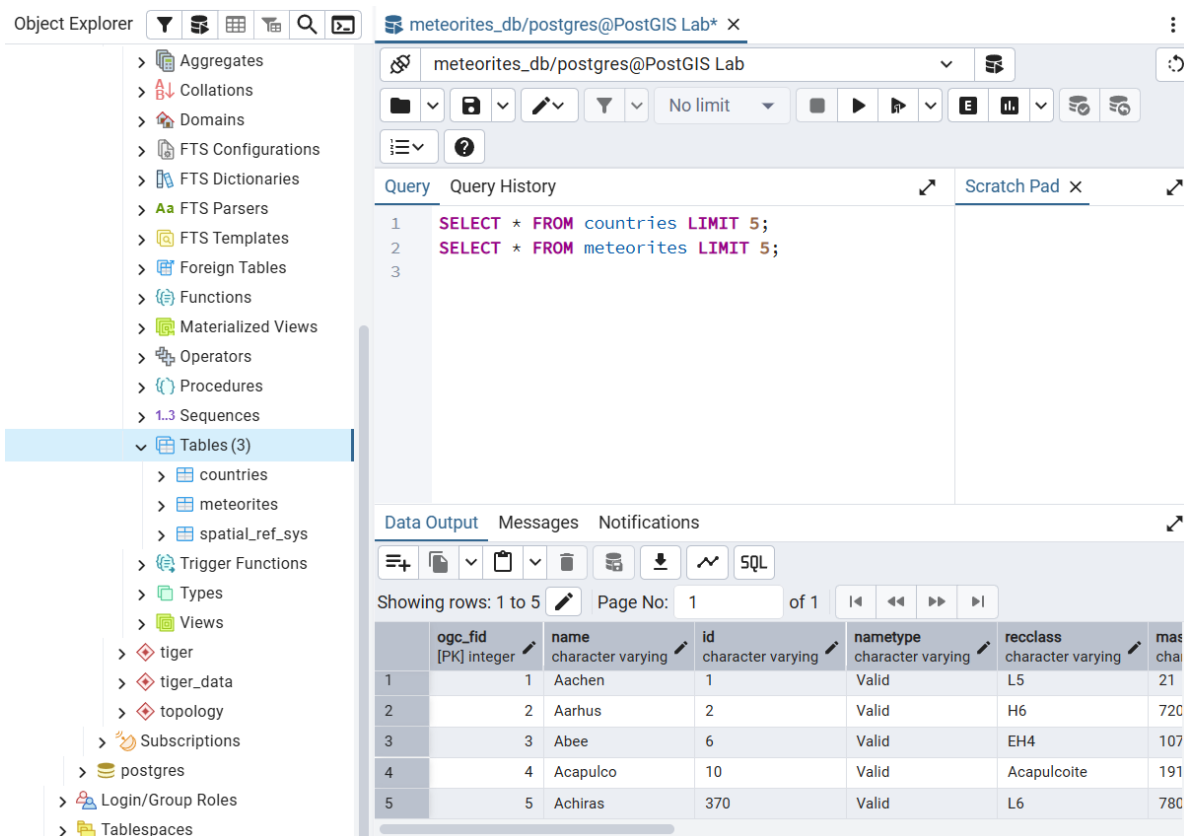 Object Explorer
Aggregates
Collations
Domains
FTS Configurations
FTS Dictionaries
Aa FTS Parsers
FTS Templates
Foreign Tables
Functions
Materialized Views
Operators
Procedures
1..3 Sequences
Tables (3)
countries
meteorites
spatial_ref_sys
Trigger Functions
Types
Views
tiger
tiger_data
topology
Subscriptions
postgres
Login/Group Roles
Tablespaces
meteorites_db/postgres@PostGIS Lab*
meteorites_db/postgres@PostGIS Lab
No limit
E
Query Query History
Scratch Pad
1 SELECT * FROM countries LIMIT 5;
2 SELECT * FROM meteorites LIMIT 5;
3
Data Output Messages Notifications
SQL
Showing rows: 1 to 5 Page No: 1 of 1
ogc_fid name id nametype recclass mas
[PK] integer character varying character varying character varying character varying cha
1 1 Aachen 1 Valid L5 21
2 2 Aarhus 2 Valid H6 720
3 3 Abee 6 Valid EH4 107
4 4 Acapulco 10 Valid Acapulcoite 191
5 5 Achiras 370 Valid L6 780